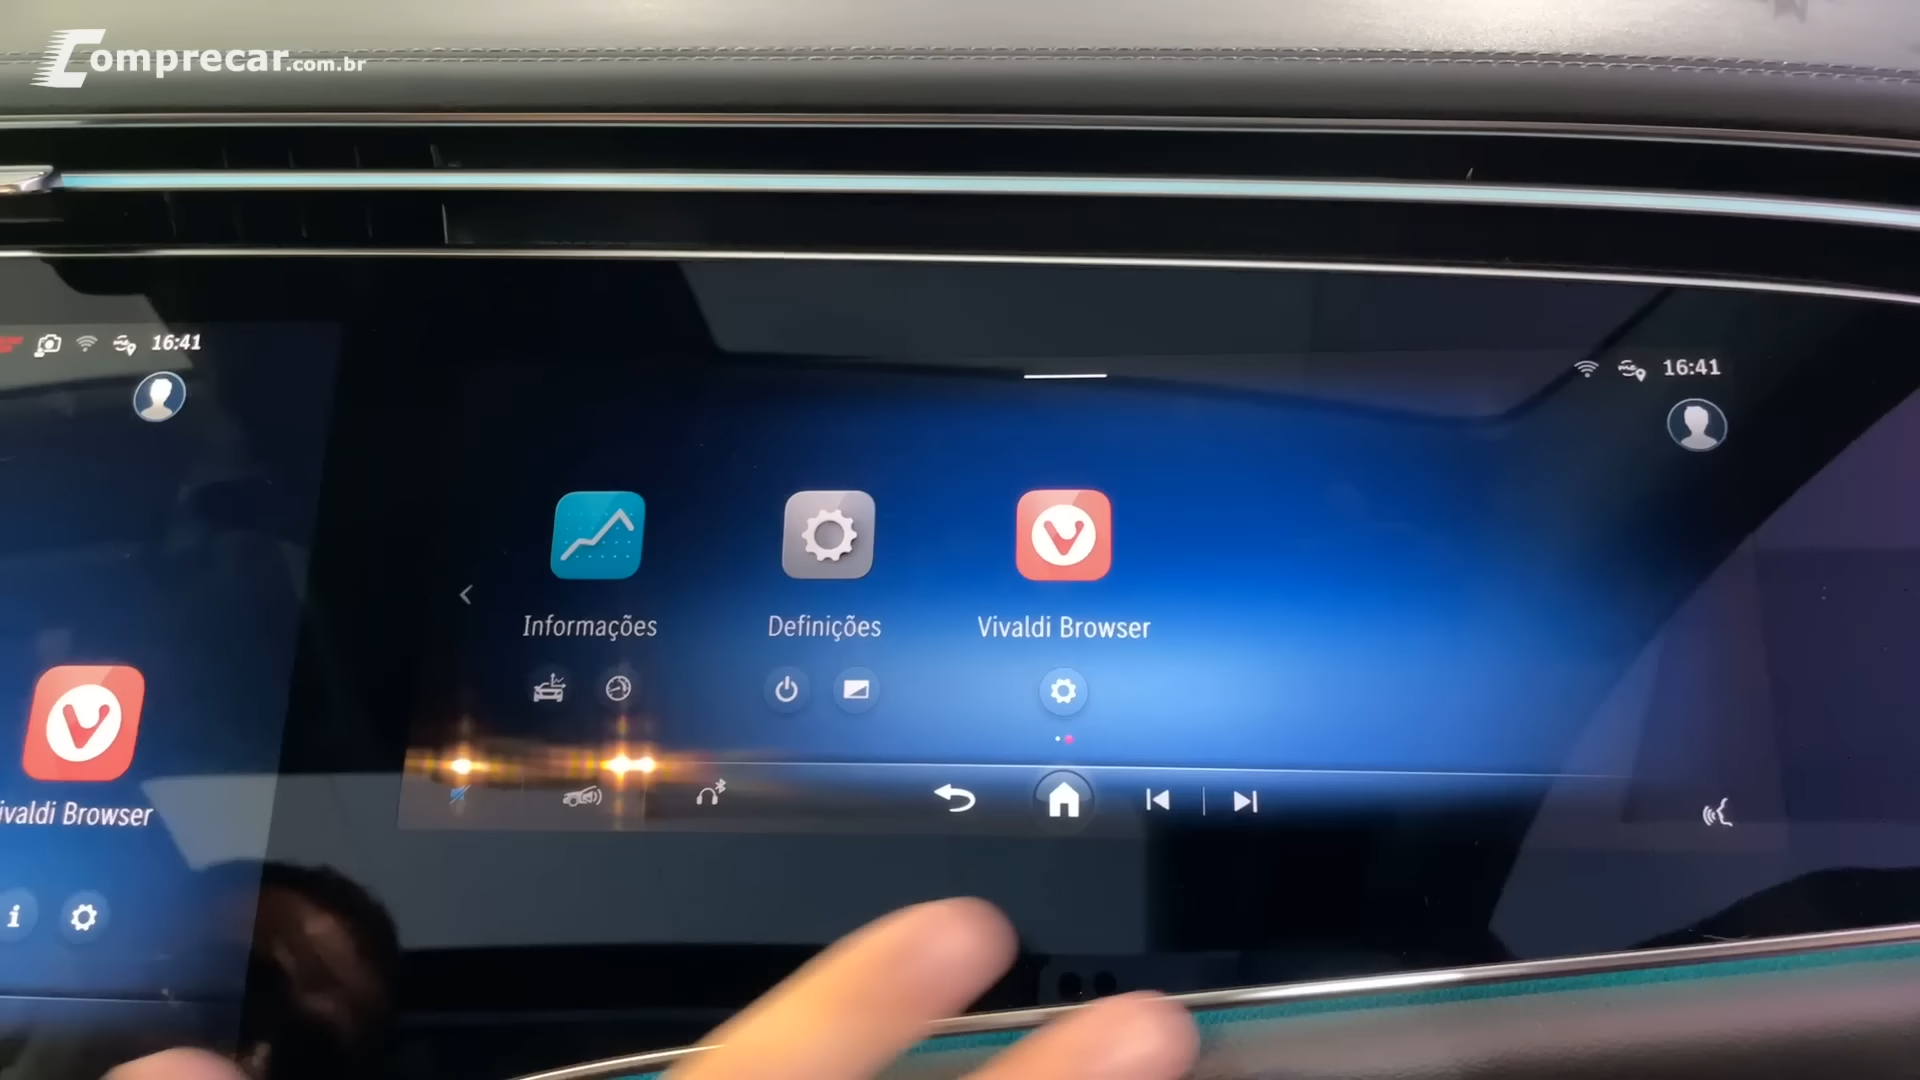 Comprecar.com.br
16:41
16:41
Informações
Definições
Vivaldi Browser
ivaldi Browser
i